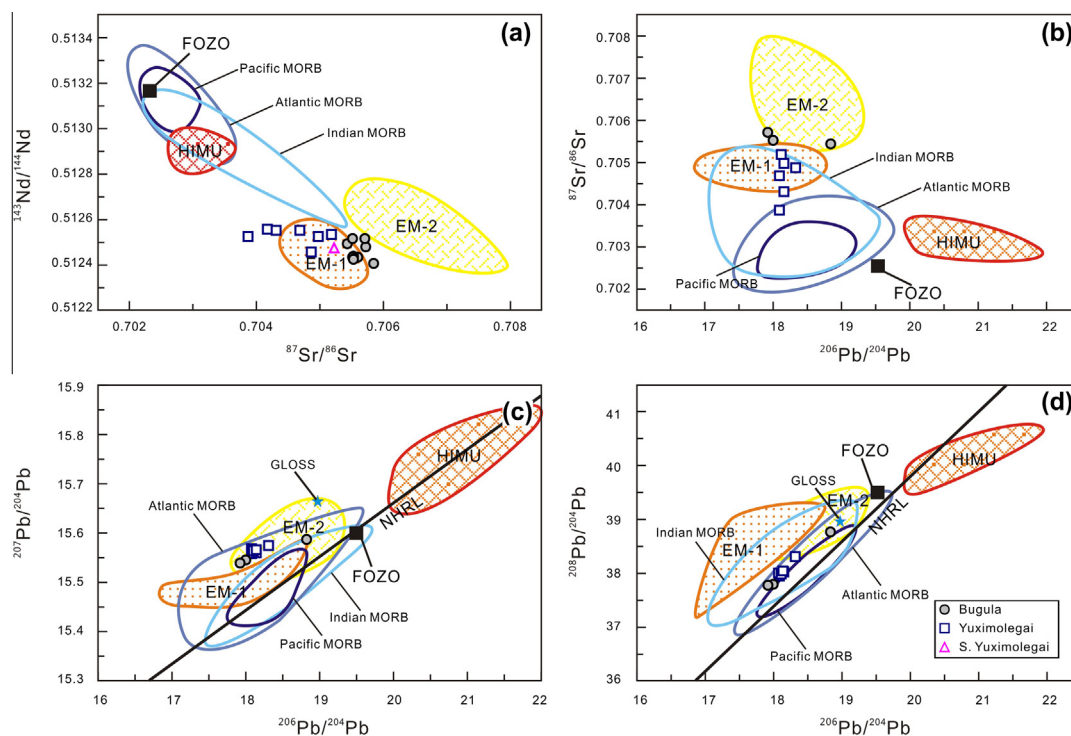 (a)
0.5134
0.5132
0.5130
0.5128
0.5126
0.5124
0.5122
¹⁴³Nd/¹⁴⁴Nd
FOZO
Pacific MORB
Atlantic MORB
Indian MORB
HIMU
EM-2
EM-1
0.702
0.704
0.706
0.708
⁸⁷Sr/⁸⁶Sr
(b)
0.708
0.707
0.706
0.705
0.704
0.703
0.702
⁸⁷Sr/⁸⁶Sr
EM-2
EM-1
Indian MORB
Atlantic MORB
HIMU
Pacific MORB
FOZO
16
17
18
19
20
21
22
²⁰⁶Pb/²⁰⁴Pb
(c)
15.9
15.8
15.7
15.6
15.5
15.4
15.3
²⁰⁷Pb/²⁰⁴Pb
HIMU
GLOSS
Atlantic MORB
NHRL
EM-2
FOZO
EM-1
Indian MORB
Pacific MORB
16
17
18
19
20
21
22
²⁰⁶Pb/²⁰⁴Pb
(d)
41
40
39
38
37
36
²⁰⁸Pb/²⁰⁴Pb
HIMU
FOZO
GLOSS
EM-2
NHRL
Indian MORB
EM-1
Atlantic MORB
Pacific MORB
Bugula
Yuximolegai
S. Yuximolegai
16
17
18
19
20
21
22
²⁰⁶Pb/²⁰⁴Pb